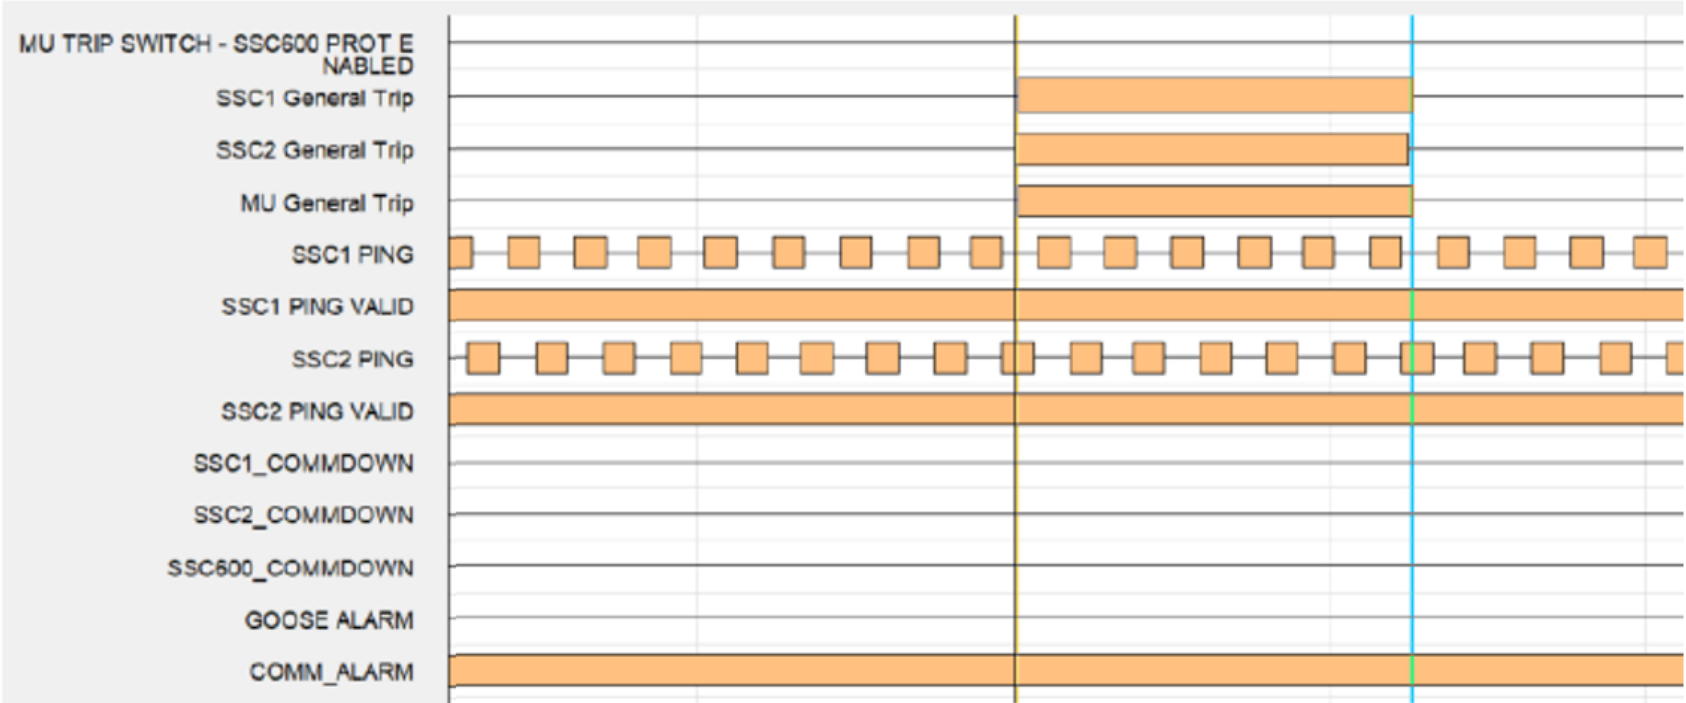 MU TRIP SWITCH - SSC600 PROT E
NABLED
SSC1 General Trip
SSC2 General Trip
MU General Trip
SSC1 PING
SSC1 PING VALID
SSC2 PING
SSC2 PING VALID
SSC1_COMMDOWN
SSC2_COMMDOWN
SSC600_COMMDOWN
GOOSE ALARM
COMM_ALARM